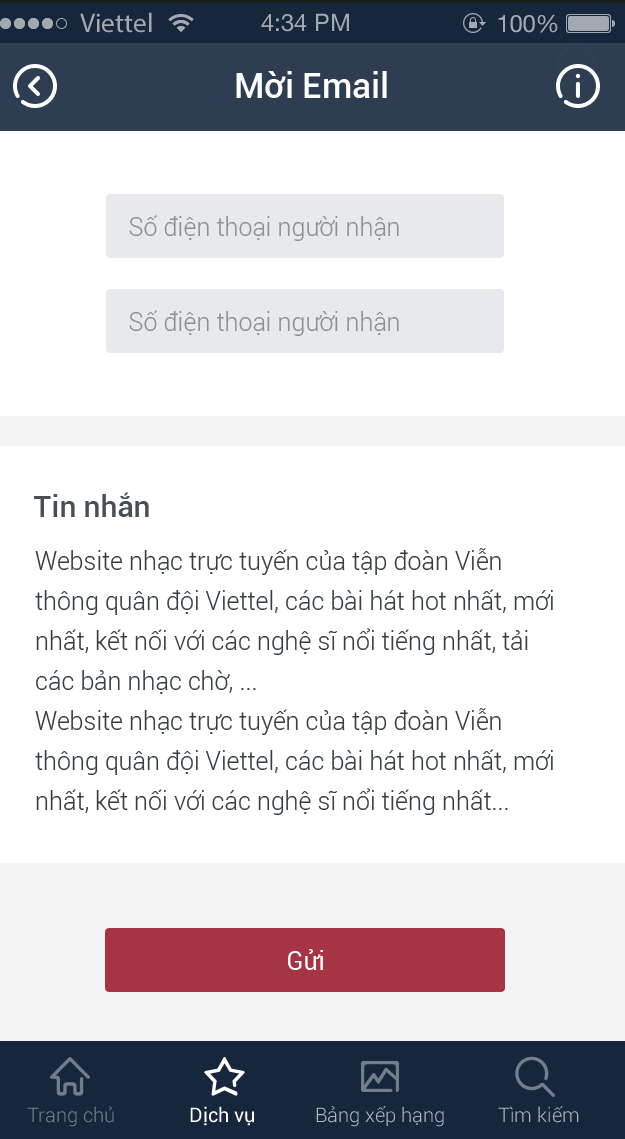 Viettel 4:34 PM 100%
Mời Email
Số điện thoại người nhận
Số điện thoại người nhận
Tin nhắn
Website nhạc trực tuyến của tập đoàn Viễn
thông quân đội Viettel, các bài hát hot nhất, mới
nhất, kết nối với các nghệ sĩ nổi tiếng nhất, tải
các bản nhạc chờ, ...
Website nhạc trực tuyến của tập đoàn Viễn
thông quân đội Viettel, các bài hát hot nhất, mới
nhất, kết nối với các nghệ sĩ nổi tiếng nhất...
Gửi
Trang chủ Dịch vụ Bảng xếp hạng Tìm kiếm